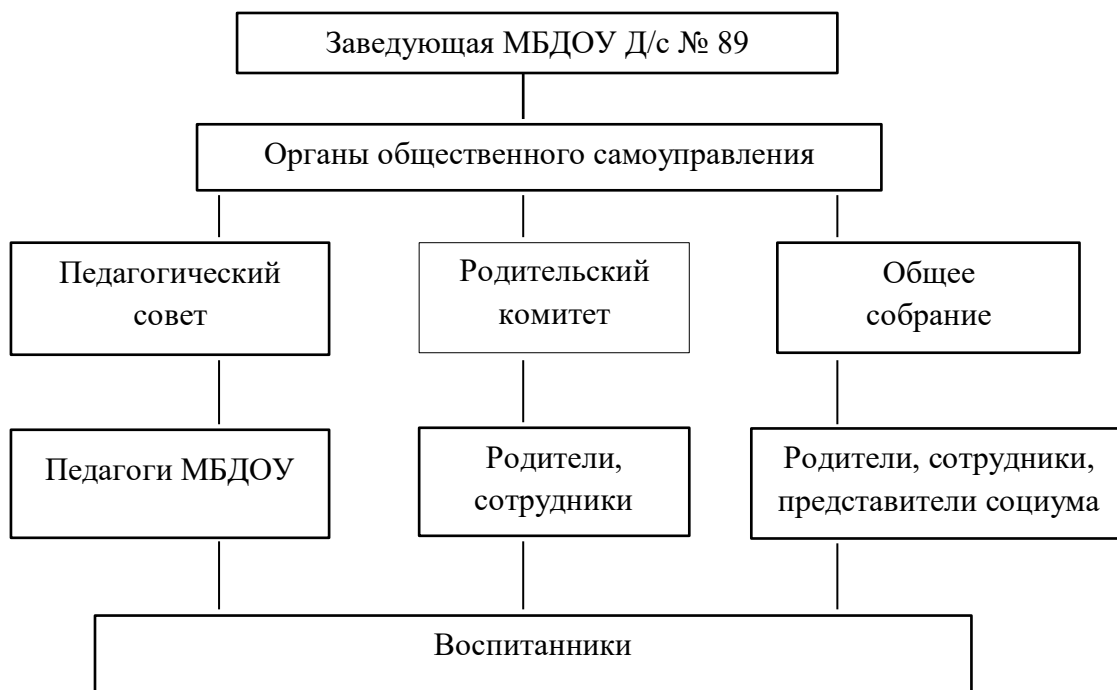 Заведующая МБДОУ Д/с № 89
Органы общественного самоуправления
Педагогический
совет
Родительский
комитет
Общее
собрание
Педагоги МБДОУ
Родители,
сотрудники
Родители, сотрудники,
представители социума
Воспитанники